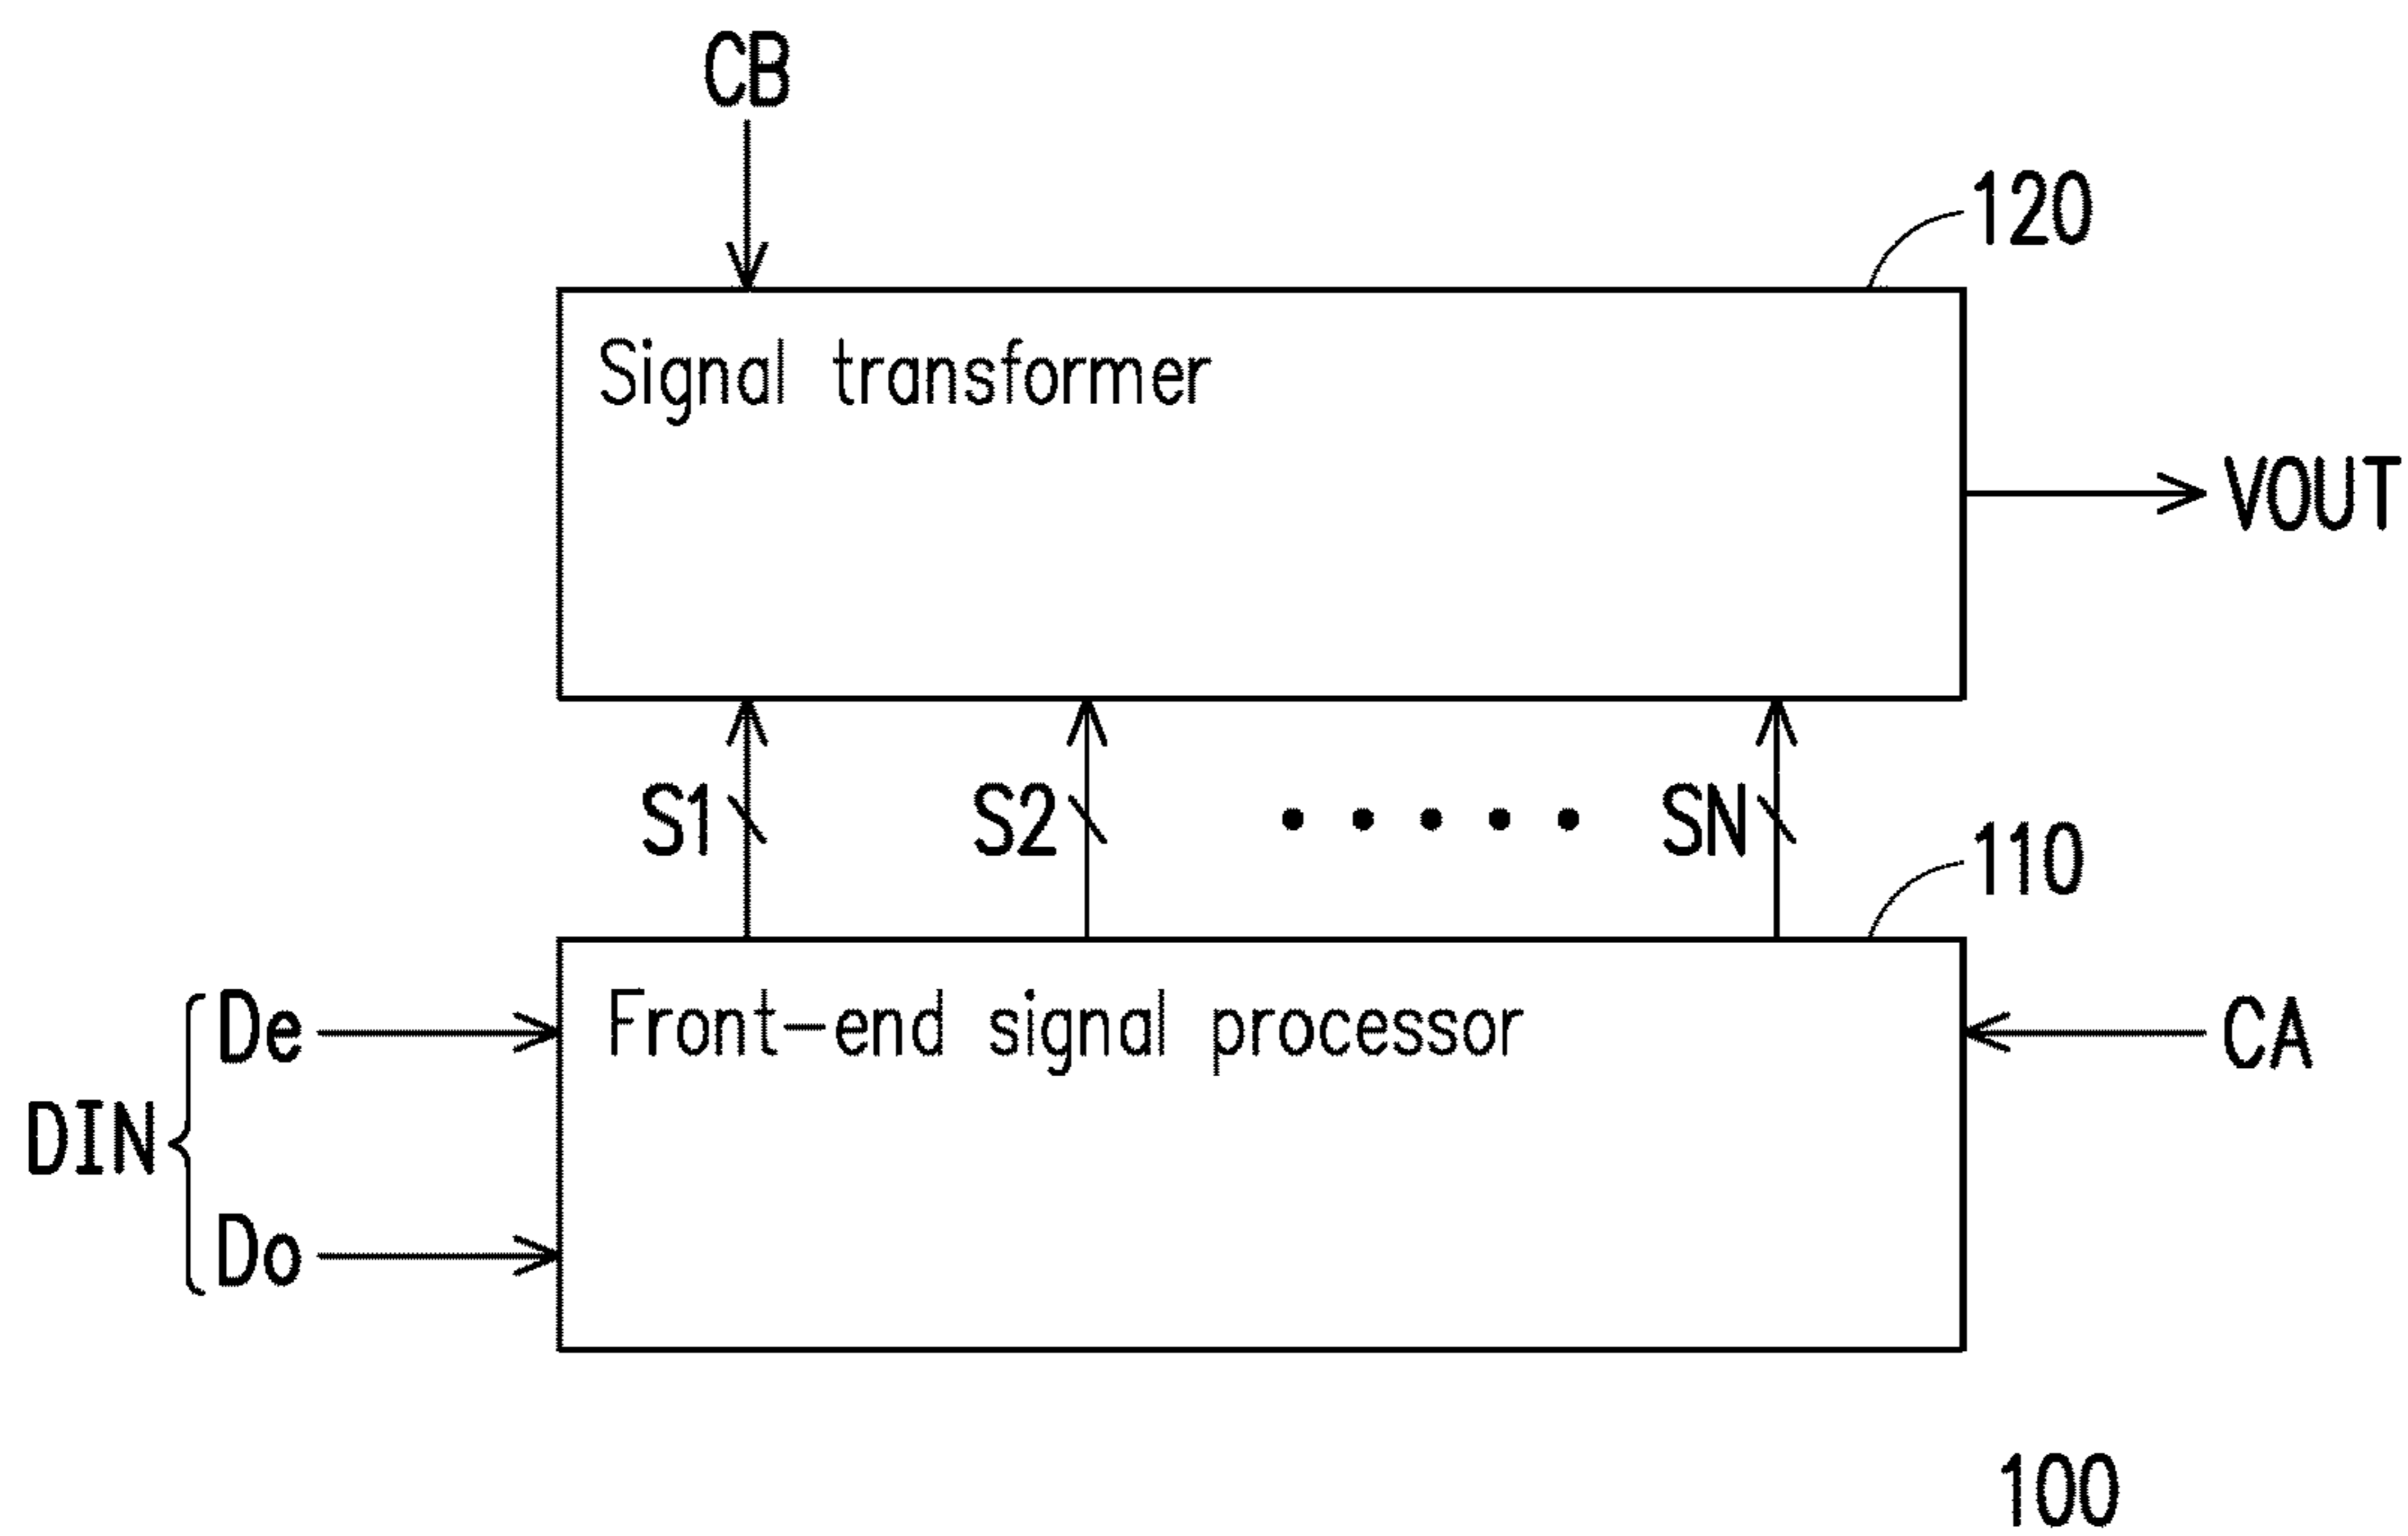 CB
120
Signal transformer
VOUT
S1
S2
SN
110
Front-end signal processor
De
CA
DIN
Do
100